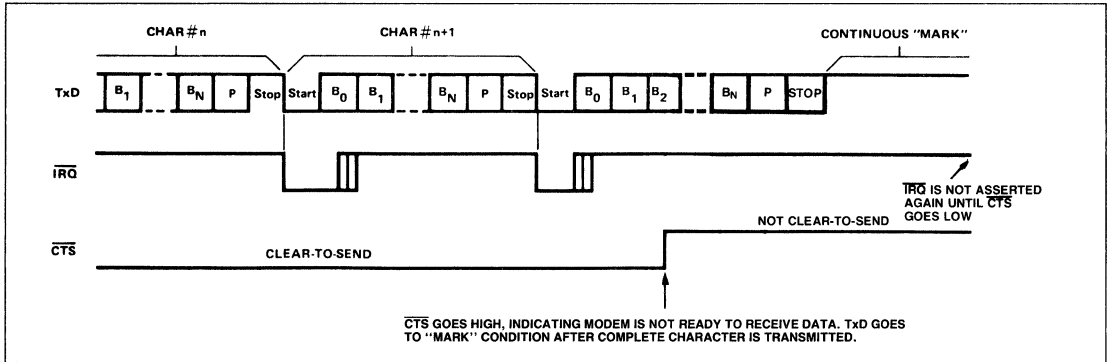 CHAR #n CHAR #n+1 CONTINUOUS "MARK"
TxD B1 BN P Stop Start B0 B1 BN P Stop Start B0 B1 B2 BN P STOP
IRQ
IRQ IS NOT ASSERTED
AGAIN UNTIL CTS
GOES LOW
NOT CLEAR-TO-SEND
CTS CLEAR-TO-SEND
CTS GOES HIGH, INDICATING MODEM IS NOT READY TO RECEIVE DATA. TxD GOES
TO "MARK" CONDITION AFTER COMPLETE CHARACTER IS TRANSMITTED.